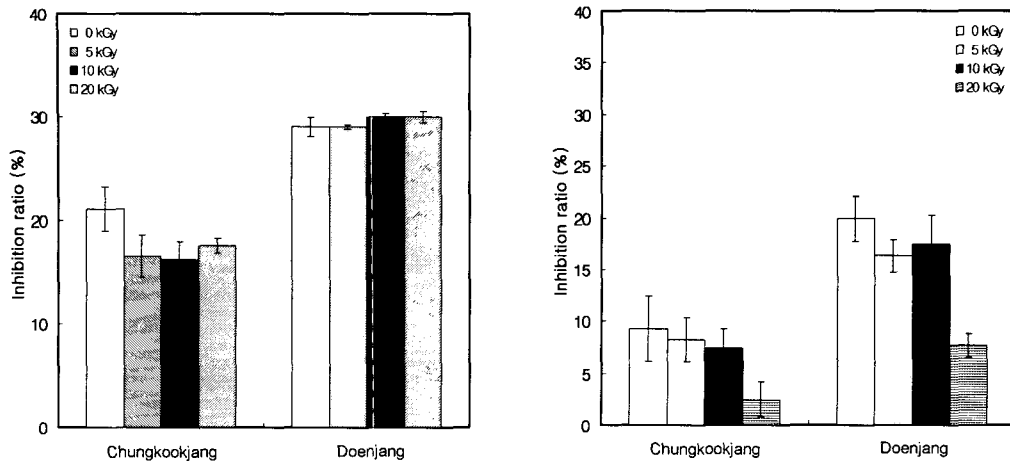 40
30
20
10
0
Inhibition ratio (%)
0 kGy
5 kGy
10 kGy
20 kGy
Chungkookjang
Doenjang
40
35
30
25
20
15
10
5
0
Inhibition ratio (%)
0 kGy
5 kGy
10 kGy
20 kGy
Chungkookjang
Doenjang